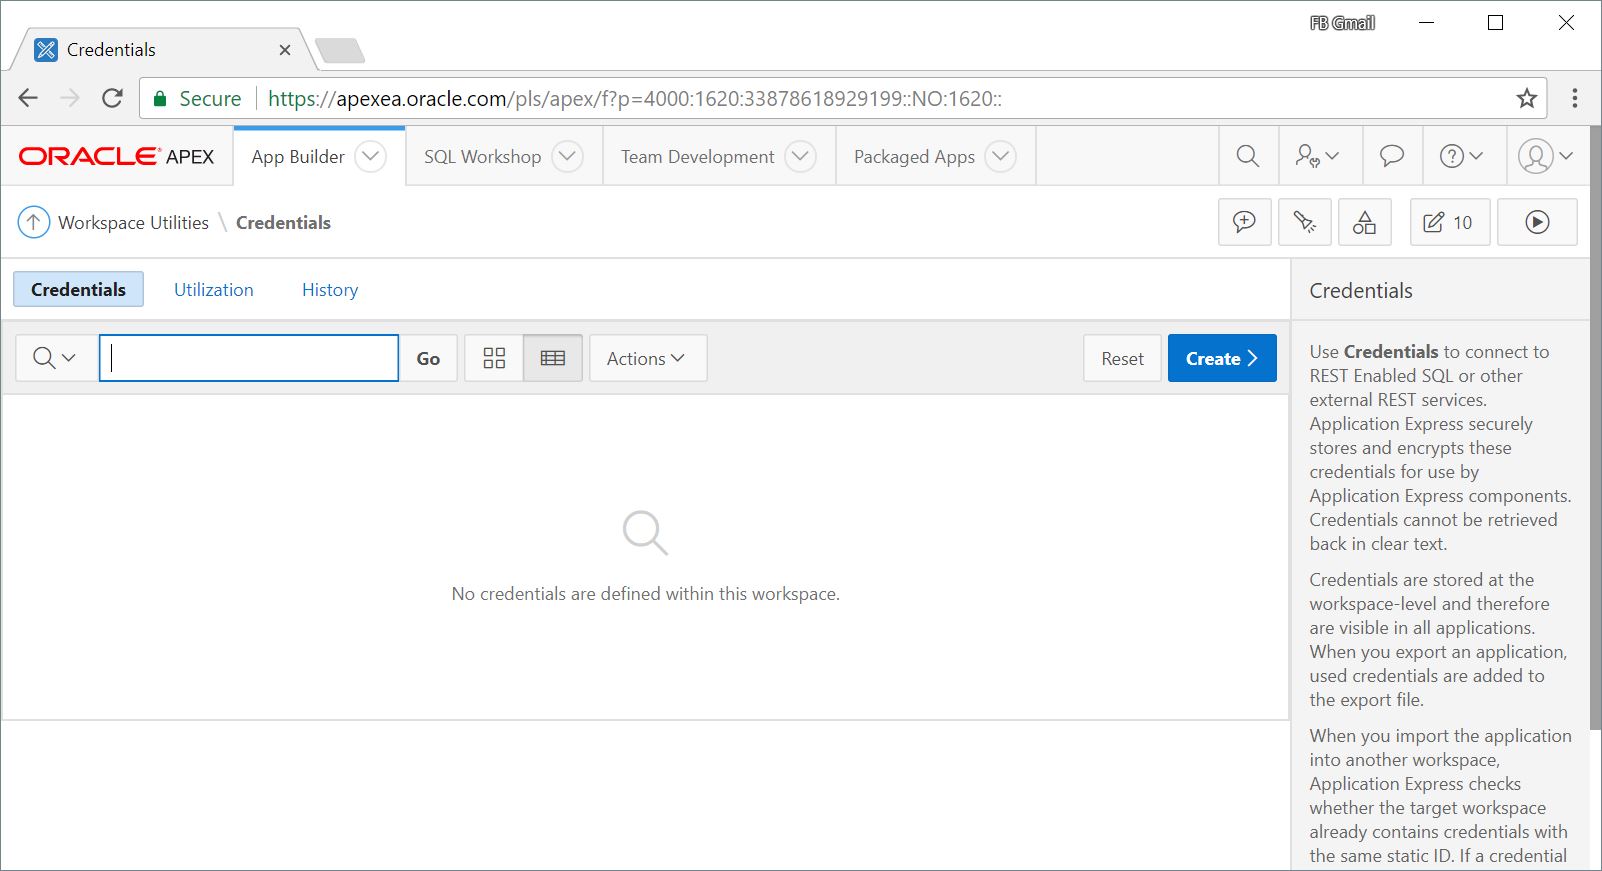 FB Gmail
Credentials
Secure https://apexea.oracle.com/pls/apex/f?p=4000:1620:33878618929199::NO:1620::
ORACLE APEX App Builder SQL Workshop Team Development Packaged Apps
Workspace Utilities \ Credentials 10
Credentials Utilization History
Go Actions Reset Create
No credentials are defined within this workspace.
Credentials
Use Credentials to connect to
REST Enabled SQL or other
external REST services.
Application Express securely
stores and encrypts these
credentials for use by
Application Express components.
Credentials cannot be retrieved
back in clear text.
Credentials are stored at the
workspace-level and therefore
are visible in all applications.
When you export an application,
used credentials are added to
the export file.
When you import the application
into another workspace,
Application Express checks
whether the target workspace
already contains credentials with
the same static ID. If a credential